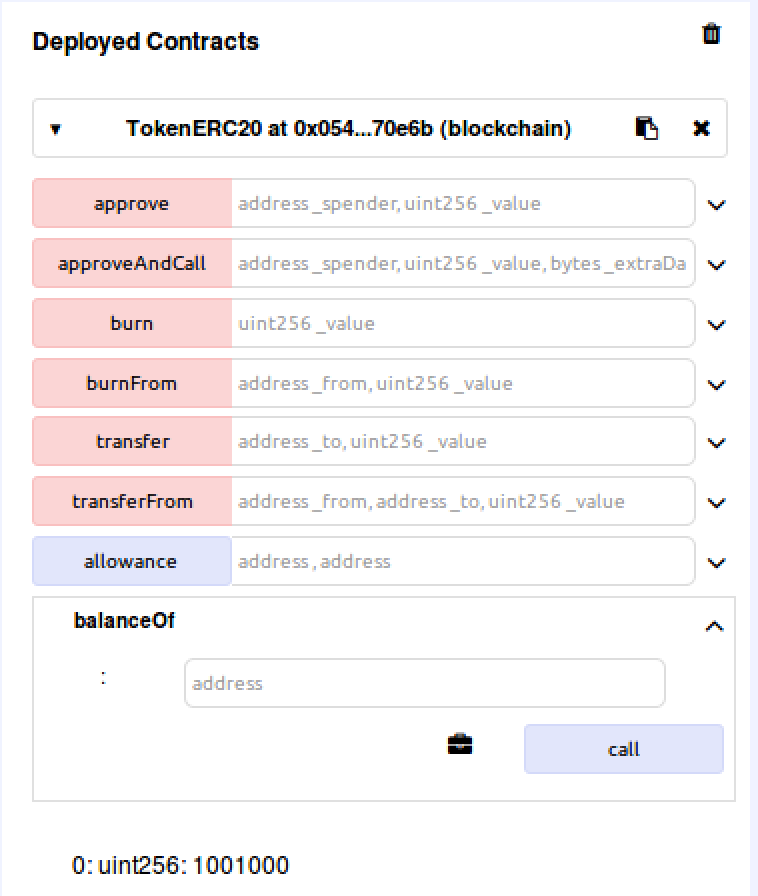 Deployed Contracts
TokenERC20 at 0x054...70e6b (blockchain)
approve address _spender, uint256 _value
approveAndCall address _spender, uint256 _value, bytes _extraDa
burn uint256 _value
burnFrom address _from, uint256 _value
transfer address _to, uint256 _value
transferFrom address _from, address _to, uint256 _value
allowance address , address
balanceOf
: address
call
0: uint256: 1001000